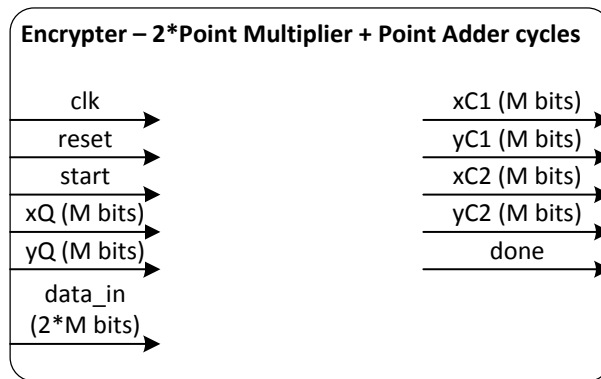 Encrypter – 2*Point Multiplier + Point Adder cycles
clk
reset
start
xQ (M bits)
yQ (M bits)
data_in
(2*M bits)
xC1 (M bits)
yC1 (M bits)
xC2 (M bits)
yC2 (M bits)
done